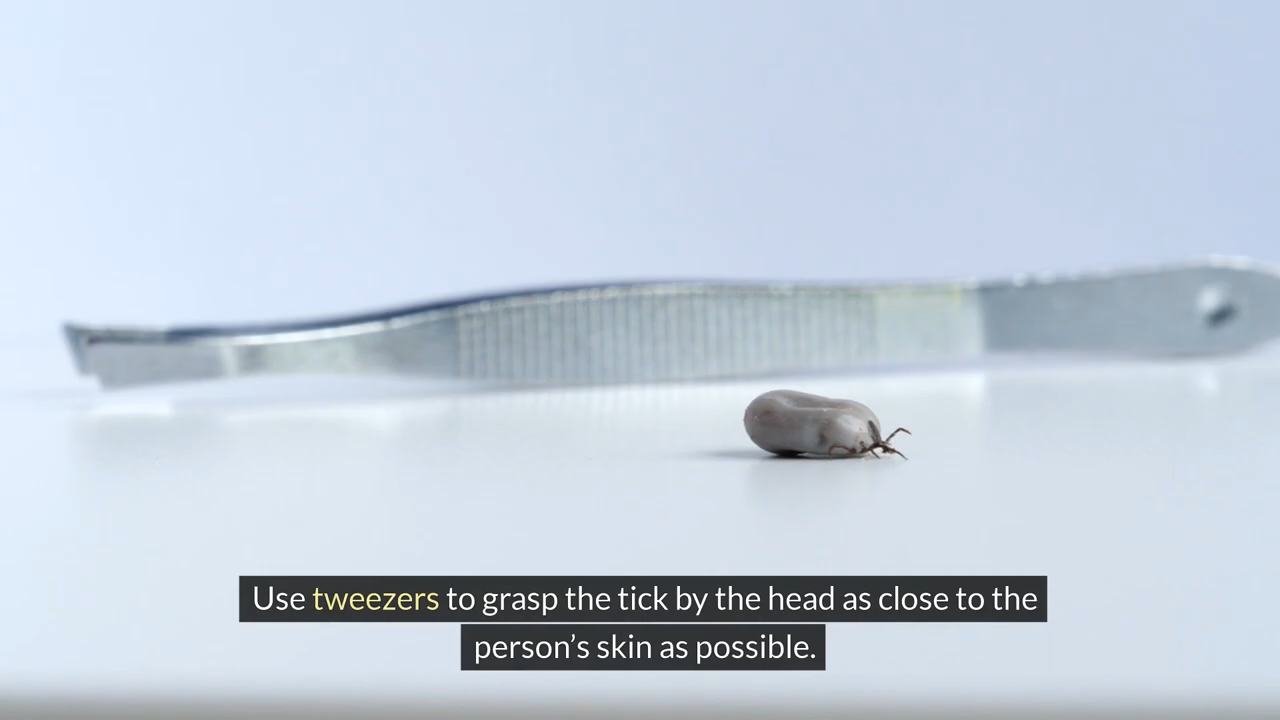 Use tweezers to grasp the tick by the head as close to the
person’s skin as possible.